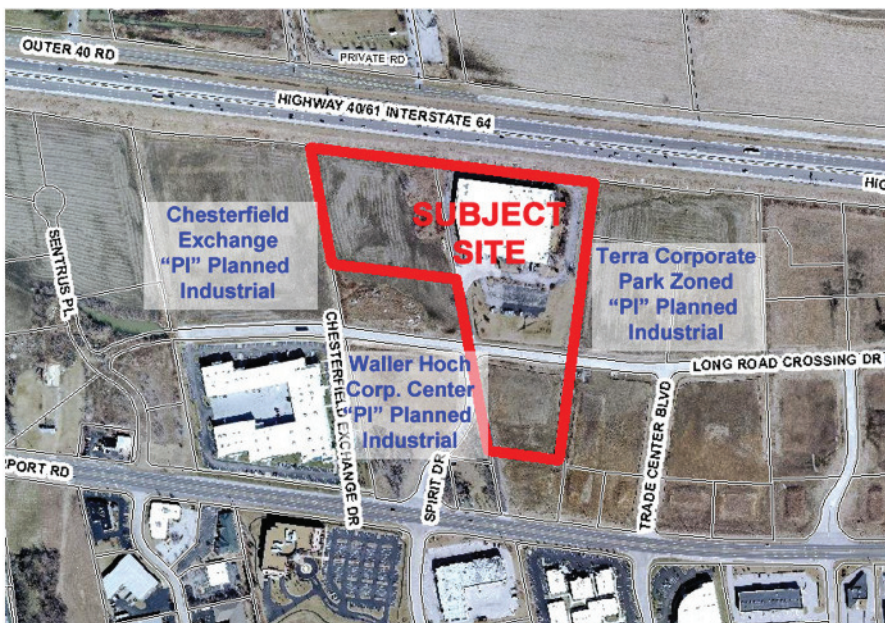 OUTER 40 RD
PRIVATE RD
HIGHWAY 40/61 INTERSTATE 64
HIG
SUBJECT
SITE
Chesterfield
Exchange
“PI” Planned
Industrial
SENTRUS PL
Terra Corporate
Park Zoned
“PI” Planned
Industrial
CHESTERFIELD EXCHANGE DR
Waller Hoch
Corp. Center
“PI” Planned
Industrial
LONG ROAD CROSSING DR
TRADE CENTER BLVD
SPIRIT DR
RPORT RD